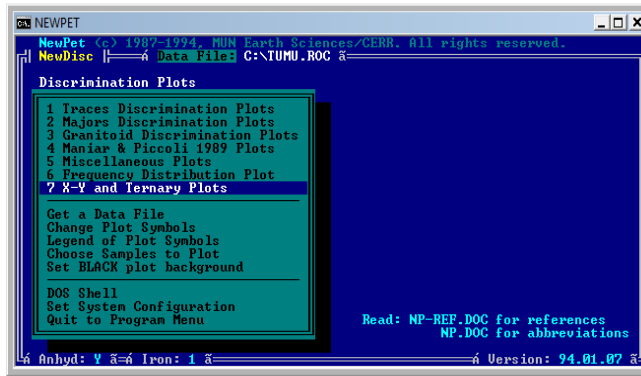 NEWPET
NewPet (c) 1987-1994, MUN Earth Sciences/CERR. All rights reserved.
NewDisc á Data File: C:\TUMU.ROC ã
Discrimination Plots
1 Traces Discrimination Plots
2 Majors Discrimination Plots
3 Granitoid Discrimination Plots
4 Maniar & Piccoli 1989 Plots
5 Miscellaneous Plots
6 Frequency Distribution Plot
7 X-Y and Ternary Plots
Get a Data File
Change Plot Symbols
Legend of Plot Symbols
Choose Samples to Plot
Set BLACK plot background
DOS Shell
Set System Configuration
Quit to Program Menu
Read: NP-REF.DOC for references
NP.DOC for abbreviations
á Anhyd: Y ã á Iron: 1 ã á Version: 94.01.07 ã